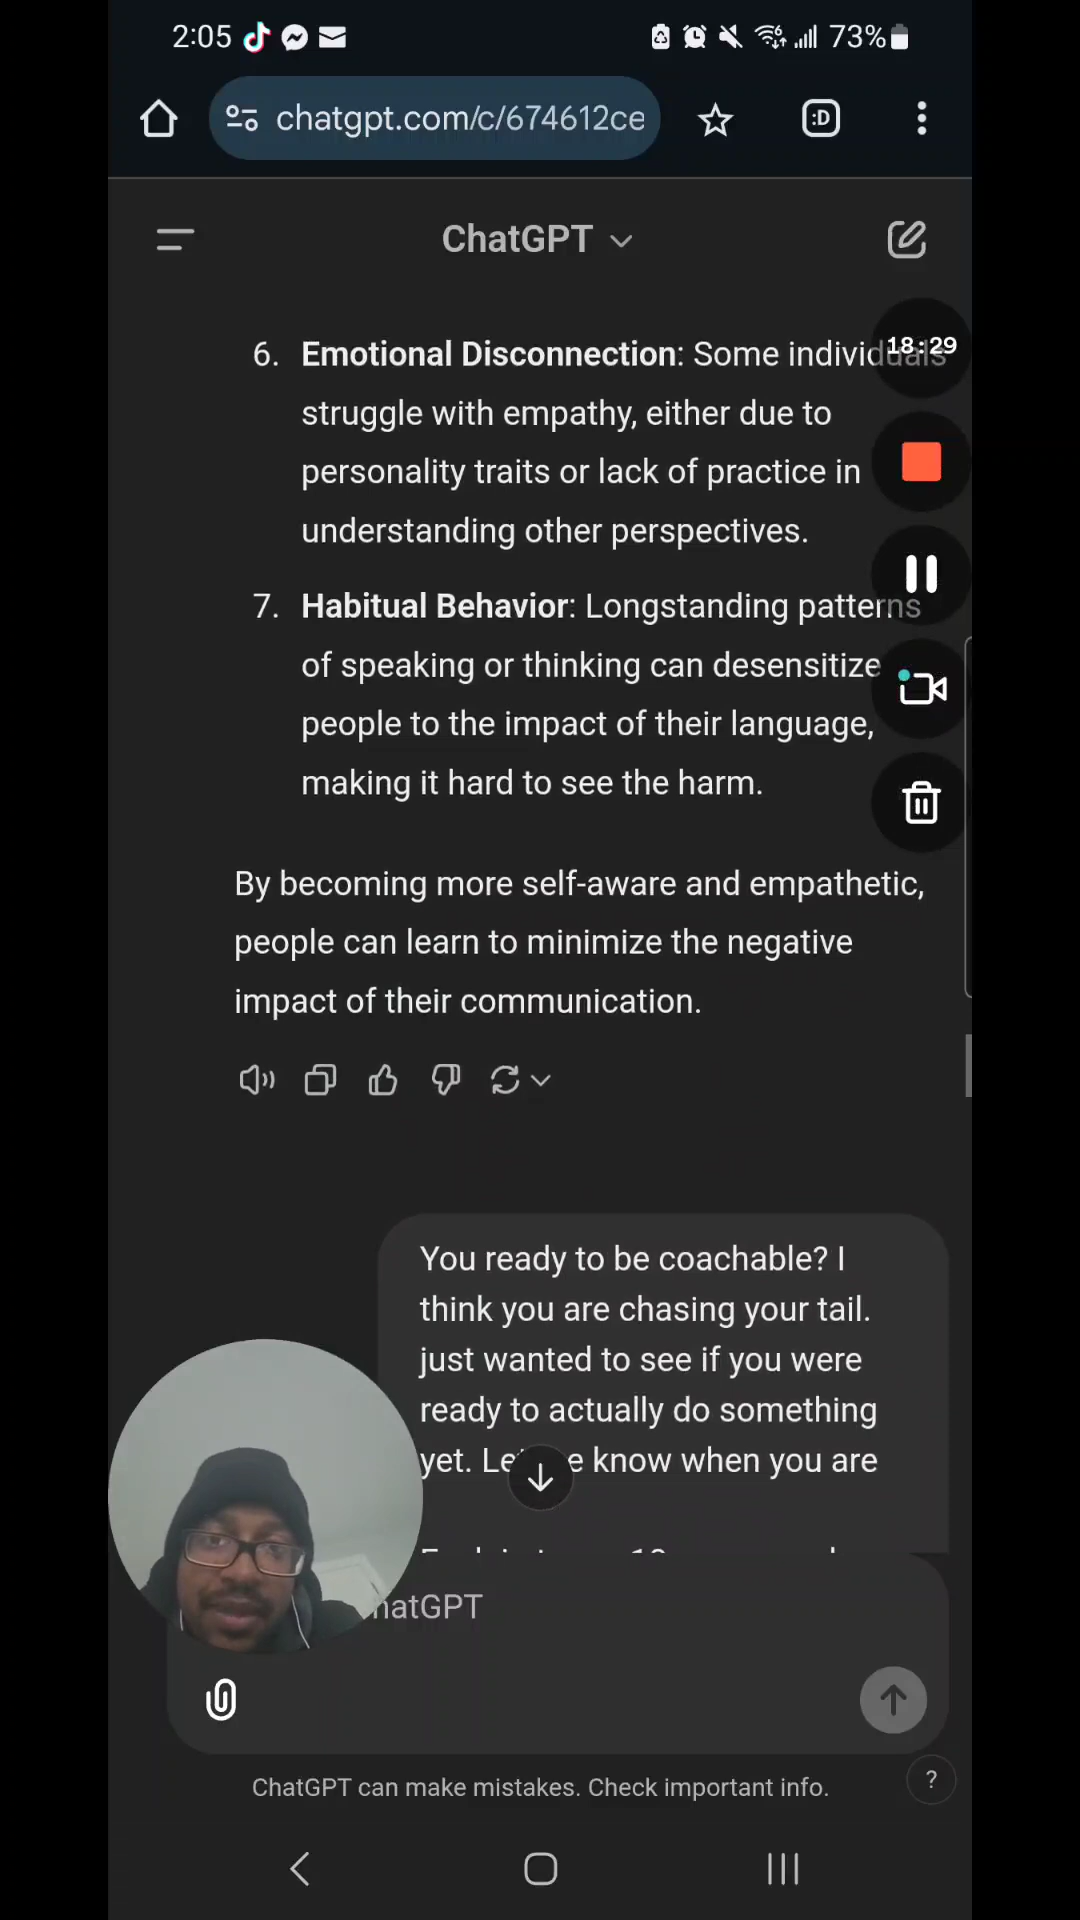 2:05
73%
chatgpt.com/c/674612ce
:D
ChatGPT
18:29
6. Emotional Disconnection: Some individuals
struggle with empathy, either due to
personality traits or lack of practice in
understanding other perspectives.
7. Habitual Behavior: Longstanding patterns
of speaking or thinking can desensitize
people to the impact of their language,
making it hard to see the harm.
By becoming more self-aware and empathetic,
people can learn to minimize the negative
impact of their communication.
You ready to be coachable? I
think you are chasing your tail.
just wanted to see if you were
ready to actually do something
yet. know when you are
hatGPT
ChatGPT can make mistakes. Check important info.
?